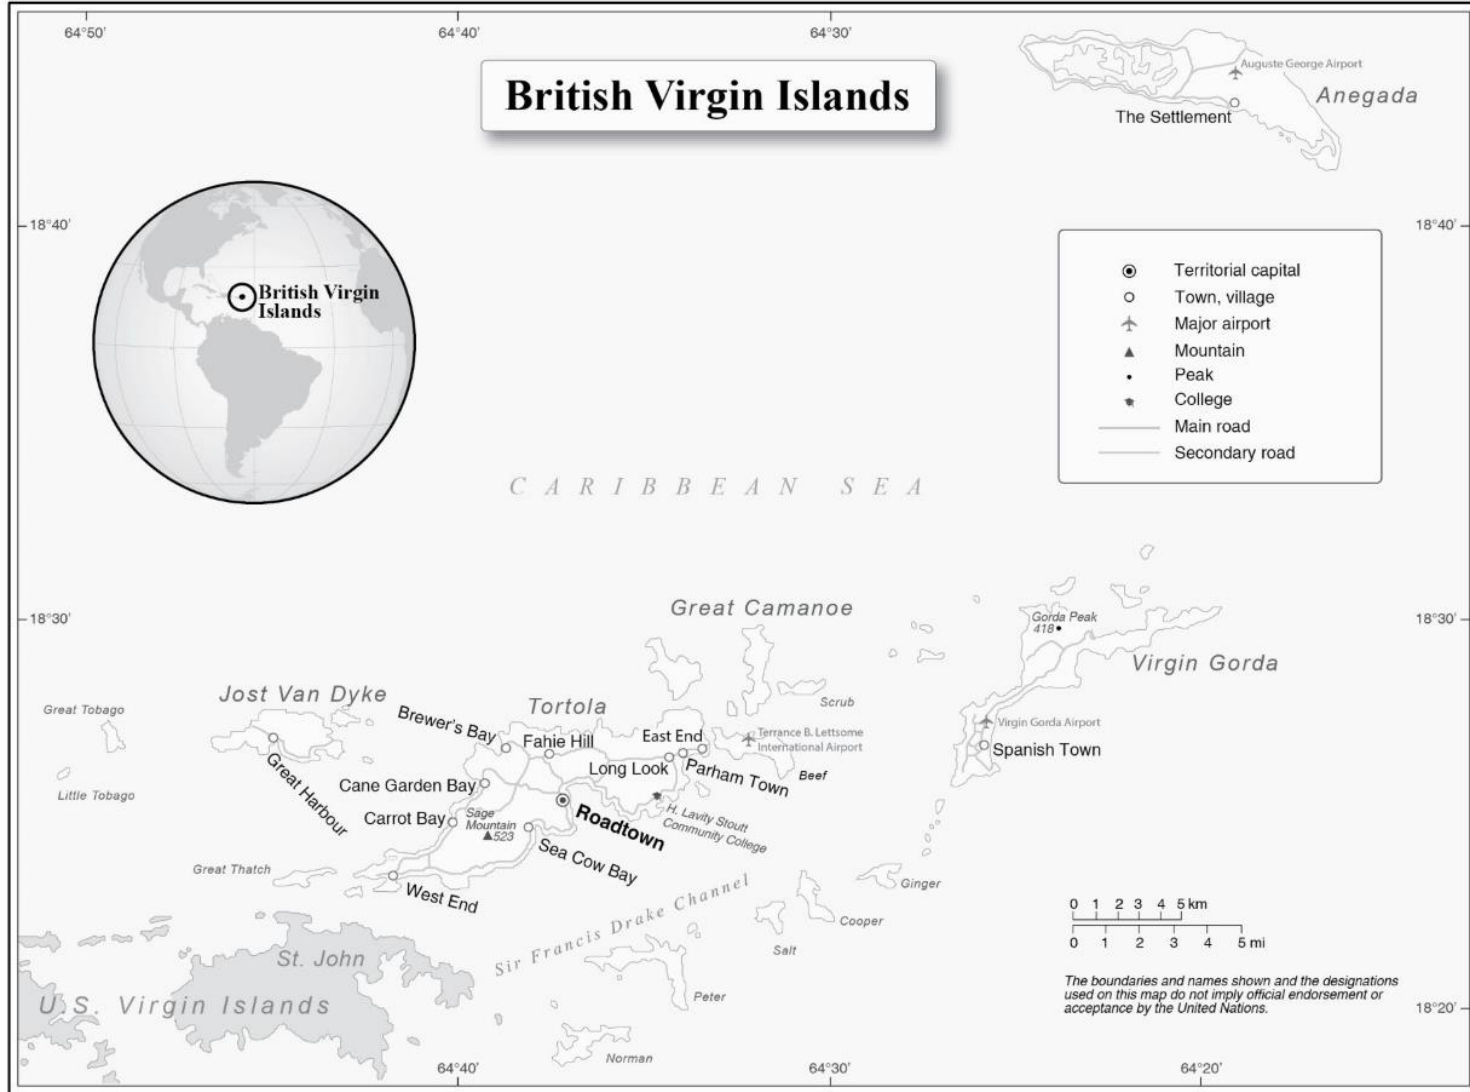 64°50'
64°40'
64°30'
British Virgin Islands
Auguste George Airport
Anegada
The Settlement
18°40'
18°40'
British Virgin
Islands
Territorial capital
Town, village
Major airport
Mountain
Peak
College
Main road
Secondary road
CARIBBEAN SEA
18°30'
18°30'
Great Camanoe
Gorda Peak
418
Virgin Gorda
Jost Van Dyke
Tortola
Scrub
Great Tobago
Brewer's Bay
Fahie Hill
East End
Terrance B. Lettsome
International Airport
Virgin Gorda Airport
Spanish Town
Long Look
Parham Town
Beef
Great Harbour
Cane Garden Bay
Little Tobago
Carrot Bay
Sage
Mountain
523
Roadtown
H. Lavity Stoutt
Community College
Sea Cow Bay
Great Thatch
West End
Ginger
Sir Francis Drake Channel
Cooper
Salt
0 1 2 3 4 5 km
0 1 2 3 4 5 mi
St. John
U.S. Virgin Islands
Peter
Norman
The boundaries and names shown and the designations
used on this map do not imply official endorsement or
acceptance by the United Nations.
18°20'
64°40'
64°30'
64°20'